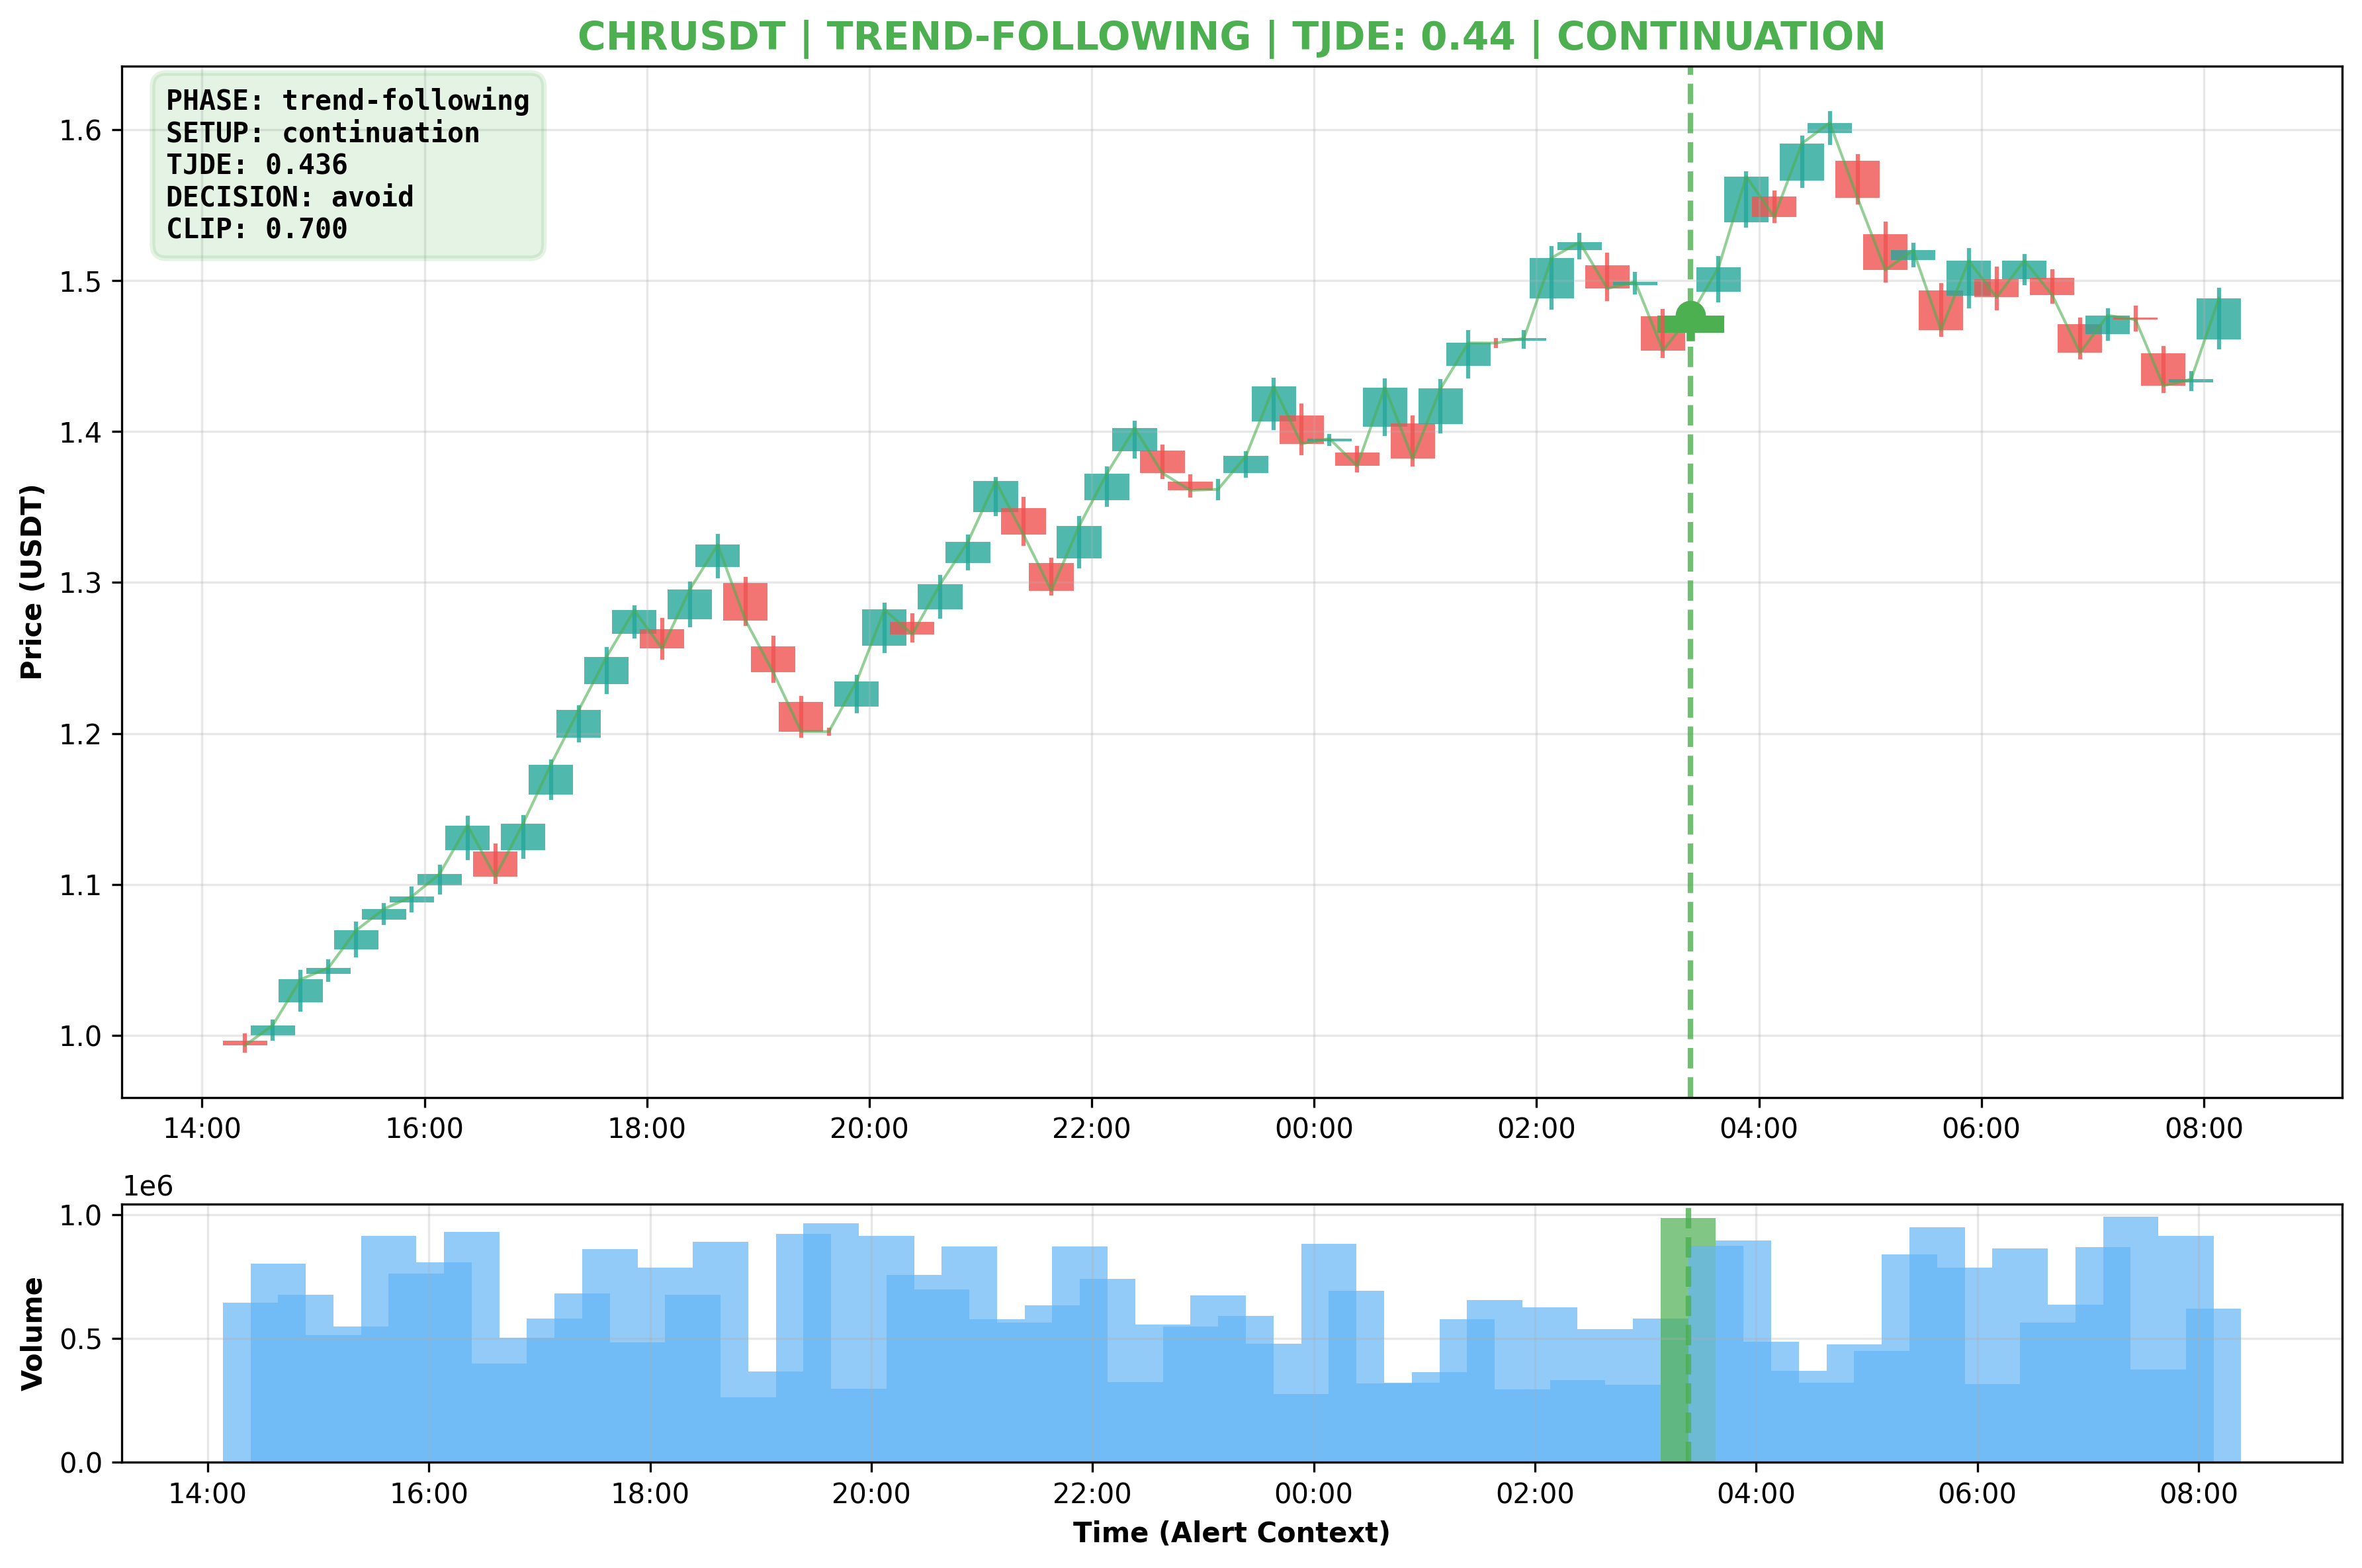 CHRUSDT | TREND-FOLLOWING | TJDE: 0.44 | CONTINUATION
PHASE: trend-following
SETUP: continuation
TJDE: 0.436
DECISION: avoid
CLIP: 0.700
Price (USDT)
1.6
1.5
1.4
1.3
1.2
1.1
1.0
14:00 16:00 18:00 20:00 22:00 00:00 02:00 04:00 06:00 08:00
1e6
Volume
1.0
0.5
0.0
14:00 16:00 18:00 20:00 22:00 00:00 02:00 04:00 06:00 08:00
Time (Alert Context)